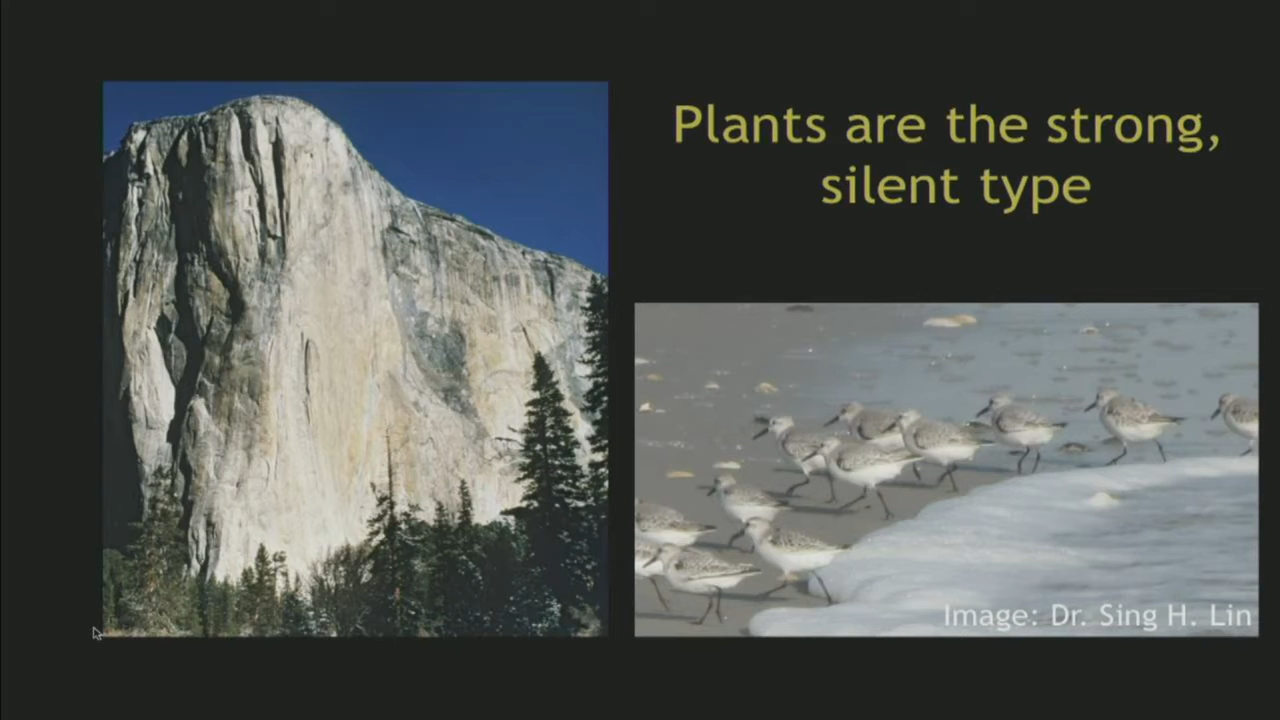 Plants are the strong,
silent type
Image: Dr. Sing H. Lin